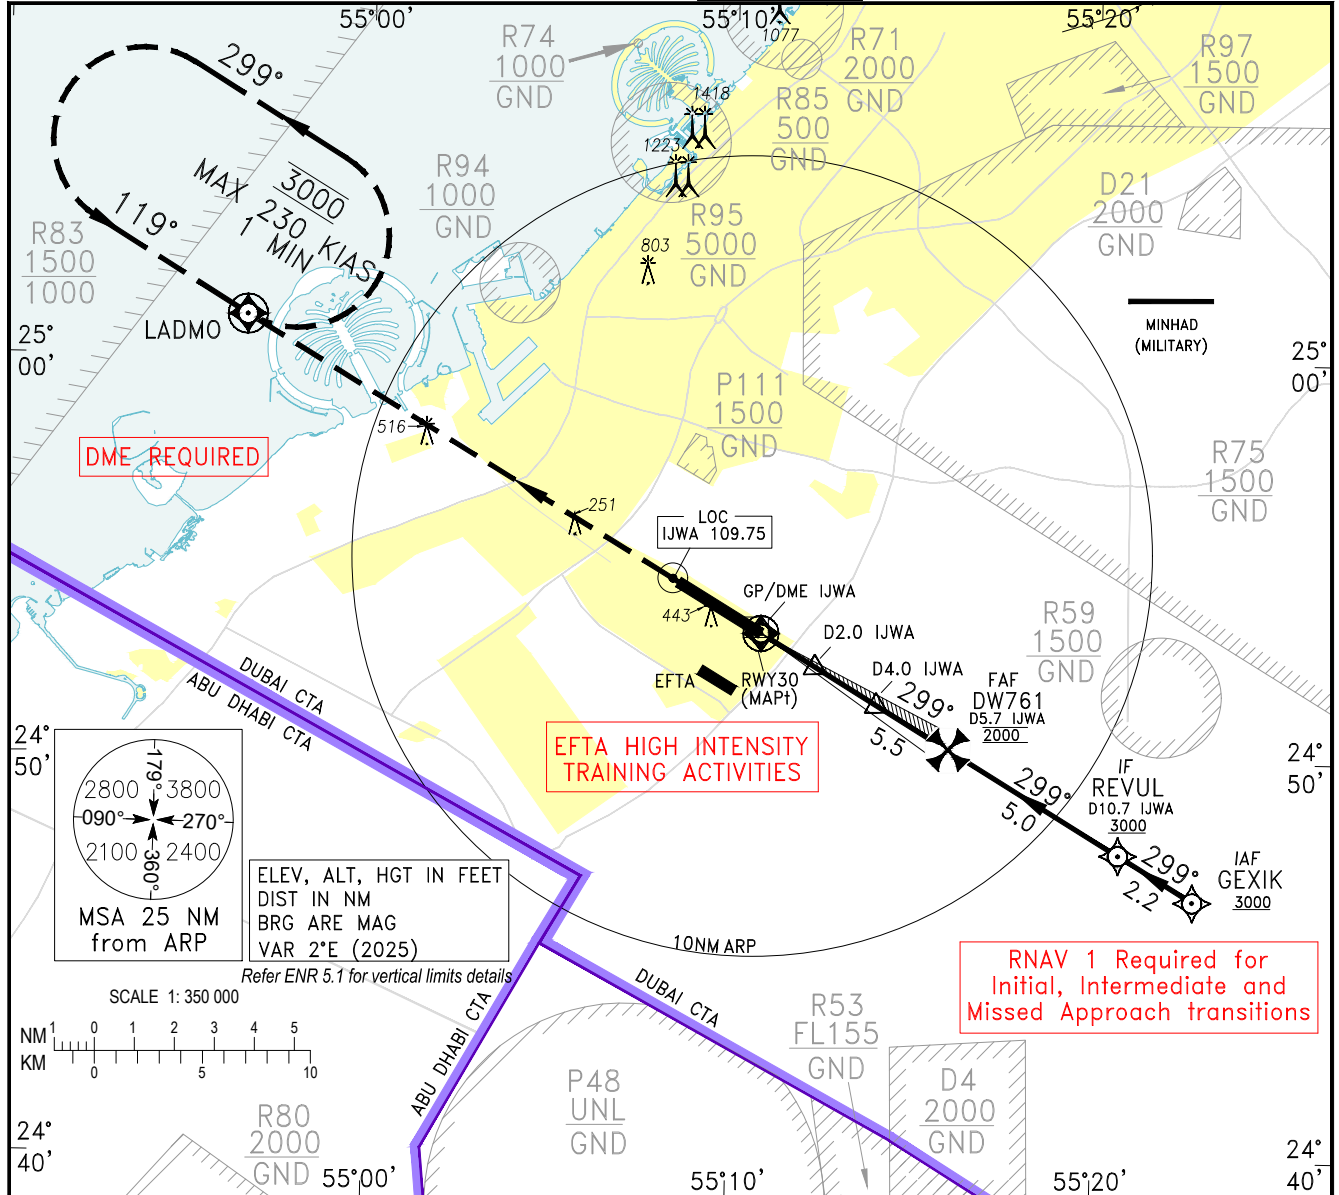 55°00'
55°10'
55°20'
1077
299°
R74
1000
GND
R71
2000
GND
R97
1500
GND
1418
R85
500
GND
1223
MAX 230 KIAS
3000
1 MIN
R94
1000
GND
D21
2000
GND
119°
R83
1500
1000
R95
5000
GND
803
LADMO
25°
00'
MINHAD
(MILITARY)
25°
00'
516
P111
1500
GND
DME REQUIRED
R75
1500
GND
251
LOC
IJWA 109.75
443
GP/DME IJWA
D2.0 IJWA
R59
1500
GND
EFTA
RWY30
(MAPt)
D4.0 IJWA
299°
5.5
FAF
DW761
D5.7 IJWA
2000
DUBAI CTA
ABU DHABI CTA
24°
50'
EFTA HIGH INTENSITY
TRAINING ACTIVITIES
24°
50'
IF
REVUL
D10.7 IJWA
3000
299°
5.0
179°
2800
3800
090°
270°
2100
2400
360°
MSA 25 NM
from ARP
299°
2.2
IAF
GEXIK
3000
ELEV, ALT, HGT IN FEET
DIST IN NM
BRG ARE MAG
VAR 2°E (2025)
Refer ENR 5.1 for vertical limits details
10NM ARP
RNAV 1 Required for
Initial, Intermediate and
Missed Approach transitions
SCALE 1: 350 000
NM
1 0 1 2 3 4 5
KM
0 5 10
ABU DHABI CTA
DUBAI CTA
R53
FL155
GND
P48
UNL
GND
D4
2000
GND
R80
2000
GND
24°
40'
24°
40'
55°00'
55°10'
55°20'